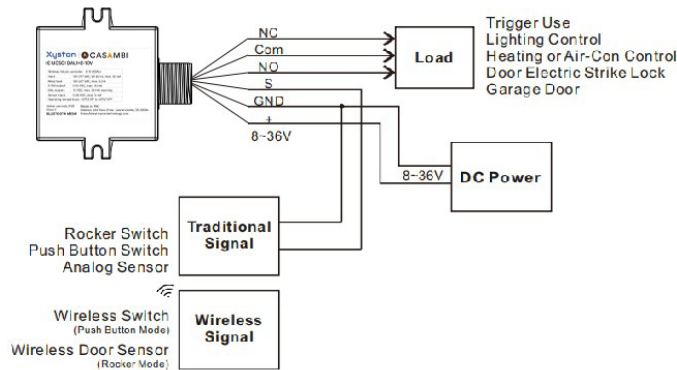 Xyston CASAMBI
NC
Com
NO
S
GND
+
8~36V
Load
Trigger Use
Lighting Control
Heating or Air-Con Control
Door Electric Strike Lock
Garage Door
8~36V
DC Power
Rocker Switch
Push Button Switch
Analog Sensor
Traditional
Signal
Wireless Switch
(Push Button Mode)
Wireless Door Sensor
(Rocker Mode)
Wireless
Signal